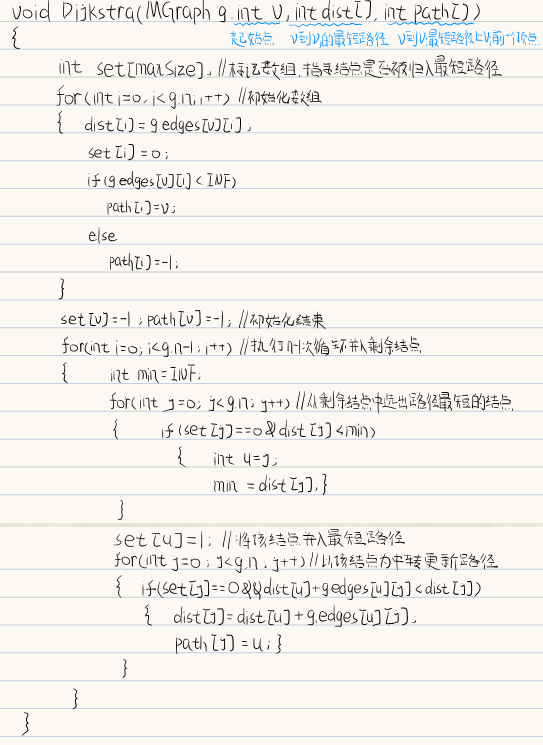 void Dijkstra(MGraph g,int v,int dist[],int path[])
起始点 v到vi的最短路径 v到vi最短路径上vi前一个顶点
{
int set[maxsize]; //标记数组,指示结点是否被归入最短路径
for(int i=0; i<g.n; i++) //初始化数组
{ dist[i]=g.edges[v][i];
set[i]=0;
if(g.edges[v][i]<INF)
path[i]=v;
else
path[i]=-1;
}
set[v]=-1; path[v]=-1; //初始化结束
for(int i=0; i<g.n-1; i++) //执行n-1次循环并入剩余结点
{ int min=INF;
for(int j=0; j<g.n; j++) //从剩余结点中选出路径最短的结点
{ if(set[j]==0&dist[j]<min)
{ int u=j;
min=dist[j];}
}
set[u]=1; //将该结点并入最短路径
for(int j=0; j<g.n; j++) //以该结点为中转更新路径
{ if(set[j]==0&&dist[u]+g.edges[u][j]<dist[j])
{ dist[j]=dist[u]+g.edges[u][j];
path[j]=u;}
}
}
}